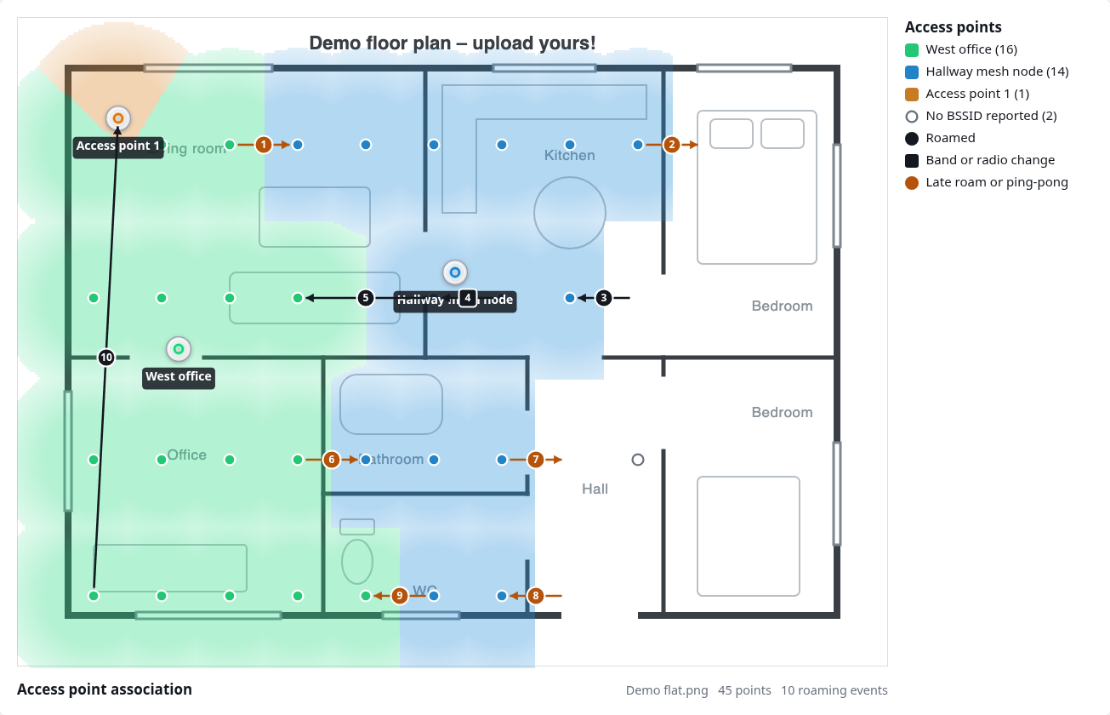 Demo floor plan – upload yours!
Access points
West office (16)
Hallway mesh node (14)
Access point 1 (1)
No BSSID reported (2)
Roamed
Band or radio change
Late roam or ping-pong
Access point 1
1
2
Kitchen
room
Hallway node
5
4
3
Bedroom
10
West office
Bedroom
Office
6
7
Hall
WC
9
8
Access point association
Demo flat.png 45 points 10 roaming events